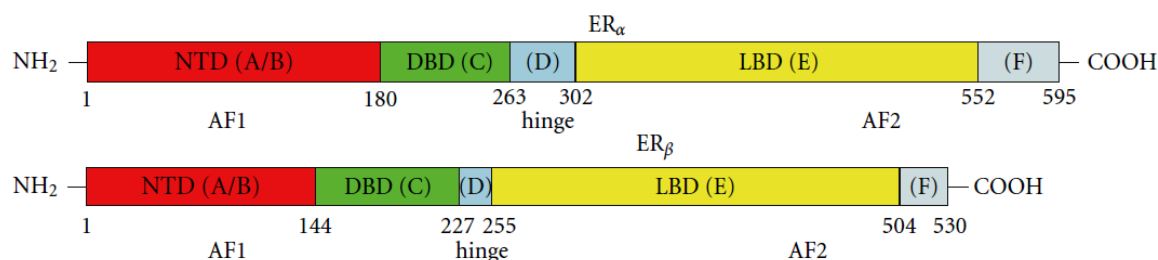 ERα
NH2 NTD (A/B) DBD (C) (D) LBD (E) (F) COOH
1 180 263 302 552 595
AF1 hinge AF2
ERβ
NH2 NTD (A/B) DBD (C) (D) LBD (E) (F) COOH
1 144 227 255 504 530
AF1 hinge AF2